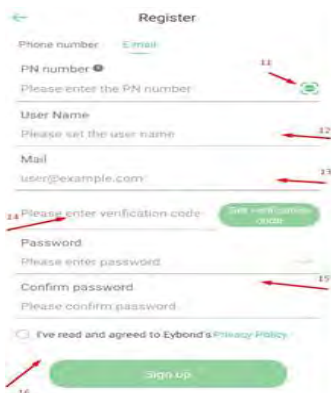 Register
Phone number E-mail
PN number
11
Please enter the PN number
User Name
12
Please set the user name
Mail
13
user@example.com
14
Please enter verification code
Get verification
code
Password
Please enter password
15
Confirm password
Please confirm password
I've read and agreed to Eybond's Privacy Policy
Sign up
16